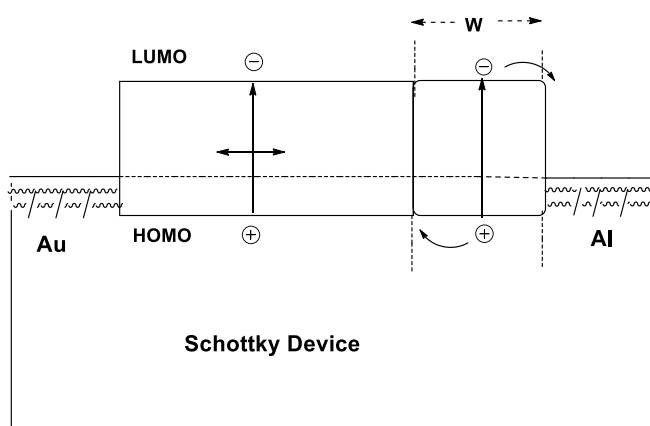 W
LUMO
⊖
⊖
Au
HOMO
⊕
⊕
Al
Schottky Device